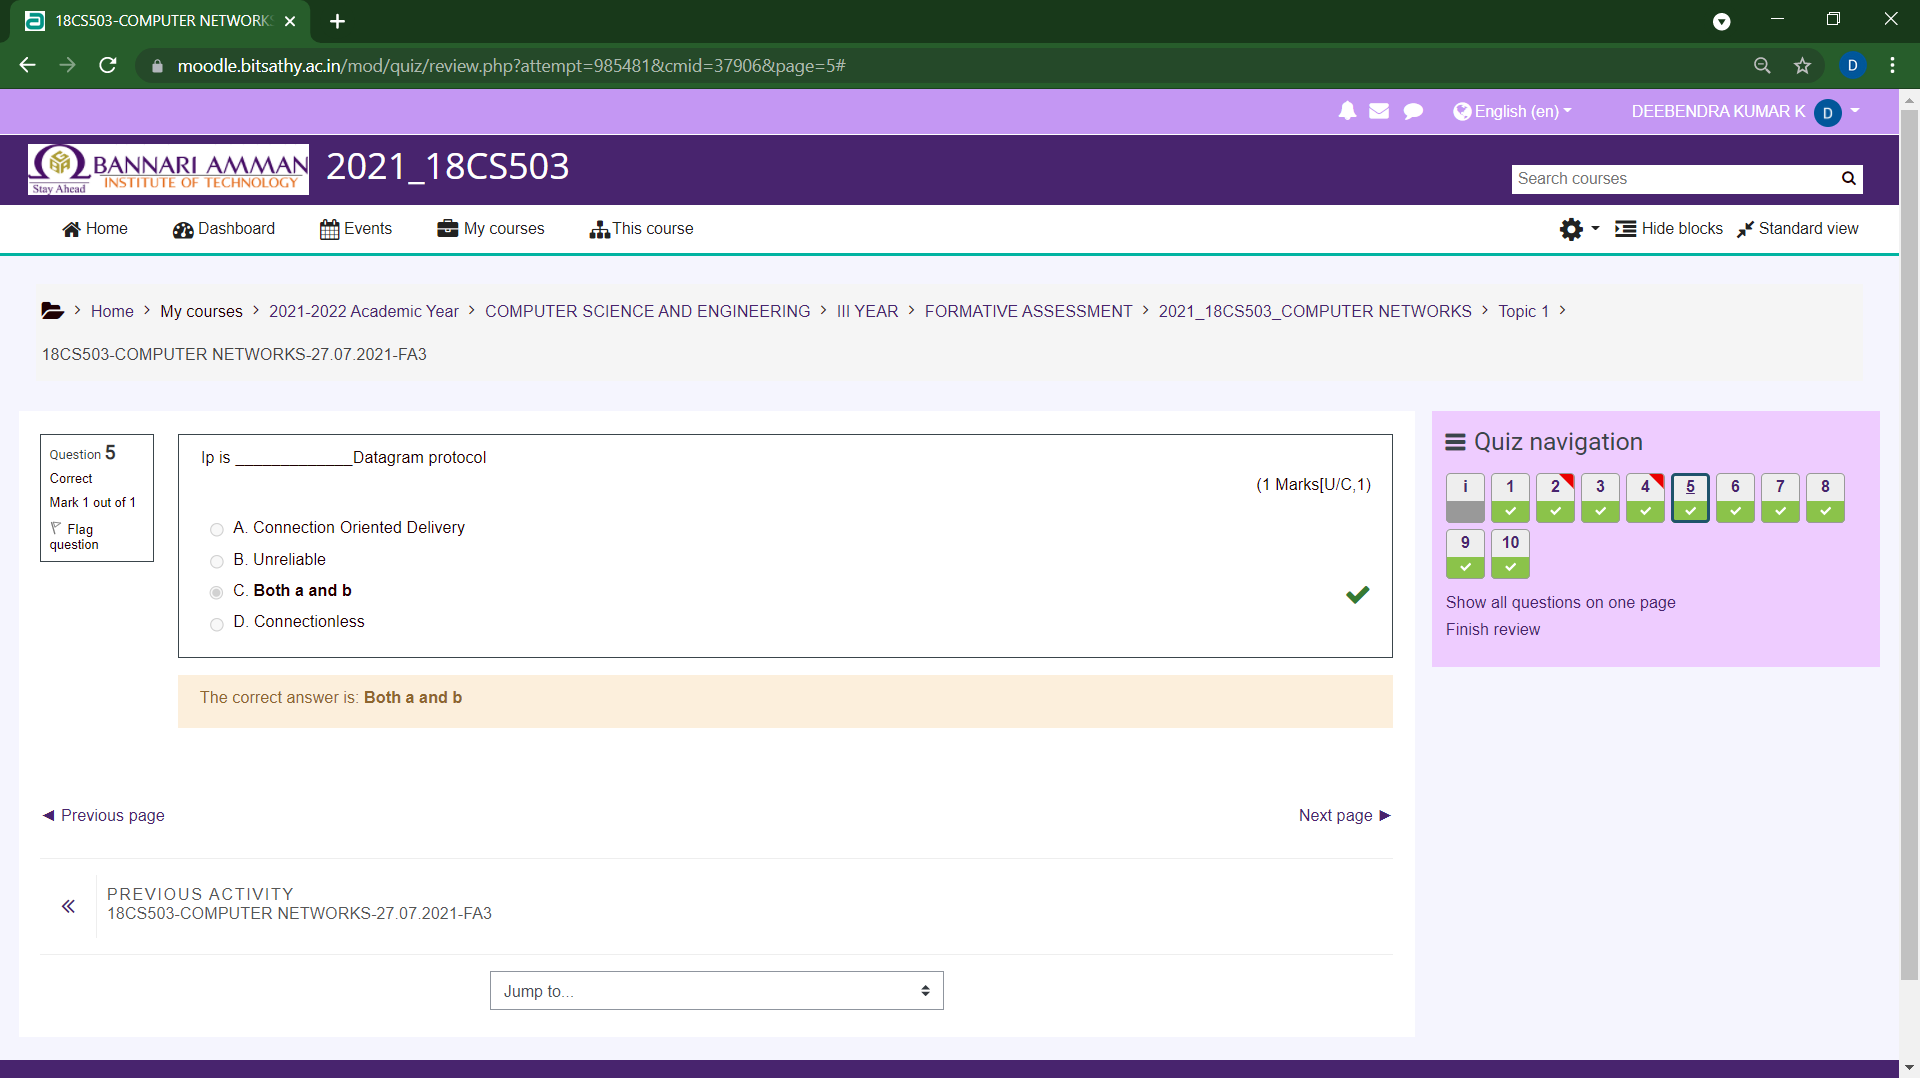 18CS503-COMPUTER NETWORKS
moodle.bitsathy.ac.in/mod/quiz/review.php?attempt=985481&cmid=37906&page=5#
D
English (en)
DEEBENDRA KUMAR K
D
BANNARI AMMAN
INSTITUTE OF TECHNOLOGY
Stay Ahead
2021_18CS503
Search courses
Home
Dashboard
Events
My courses
This course
Hide blocks
Standard view
Home > My courses > 2021-2022 Academic Year > COMPUTER SCIENCE AND ENGINEERING > III YEAR > FORMATIVE ASSESSMENT > 2021_18CS503_COMPUTER NETWORKS > Topic 1 >
18CS503-COMPUTER NETWORKS-27.07.2021-FA3
Question 5
Correct
Mark 1 out of 1
Flag
question
Ip is _____________Datagram protocol
(1 Marks[U/C,1)
A. Connection Oriented Delivery
B. Unreliable
C. Both a and b
D. Connectionless
The correct answer is: Both a and b
Quiz navigation
i 1 2 3 4 5 6 7 8
9 10
Show all questions on one page
Finish review
◄ Previous page
Next page ►
PREVIOUS ACTIVITY
18CS503-COMPUTER NETWORKS-27.07.2021-FA3
Jump to...